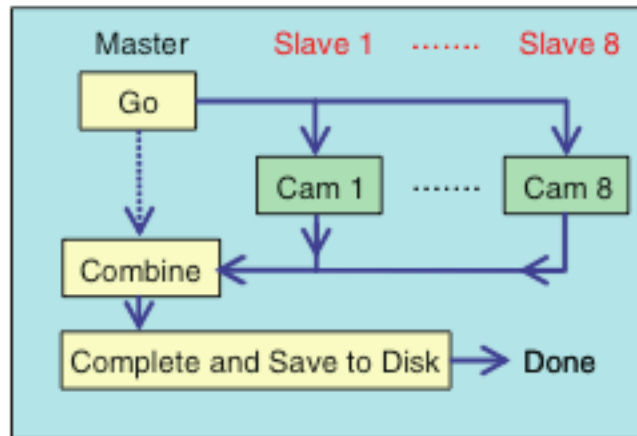 Master Slave 1 ....... Slave 8
Go
Cam 1 ....... Cam 8
Combine
Complete and Save to Disk Done